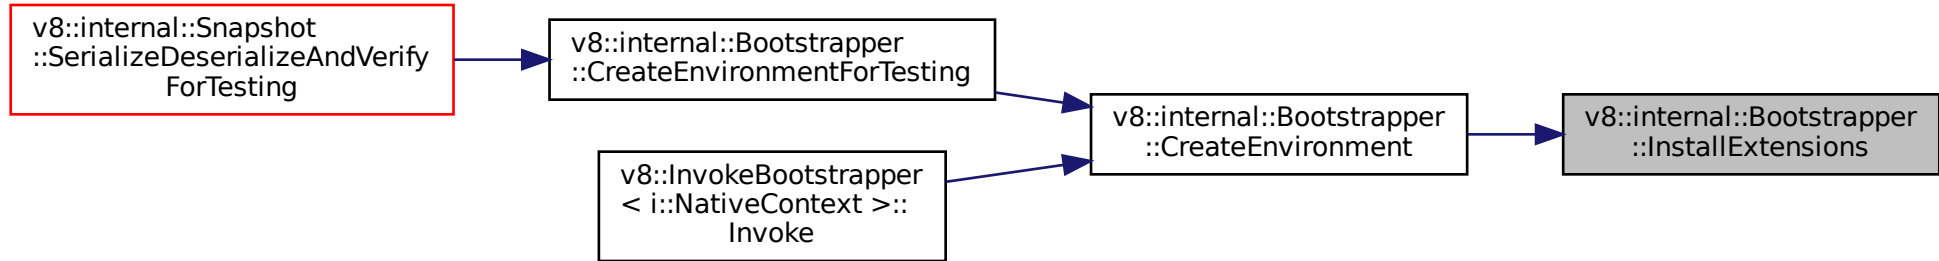 v8::internal::Snapshot
::SerializeDeserializeAndVerify
ForTesting
v8::internal::Bootstrapper
::CreateEnvironmentForTesting
v8::InvokeBootstrapper
< i::NativeContext >::
Invoke
v8::internal::Bootstrapper
::CreateEnvironment
v8::internal::Bootstrapper
::InstallExtensions